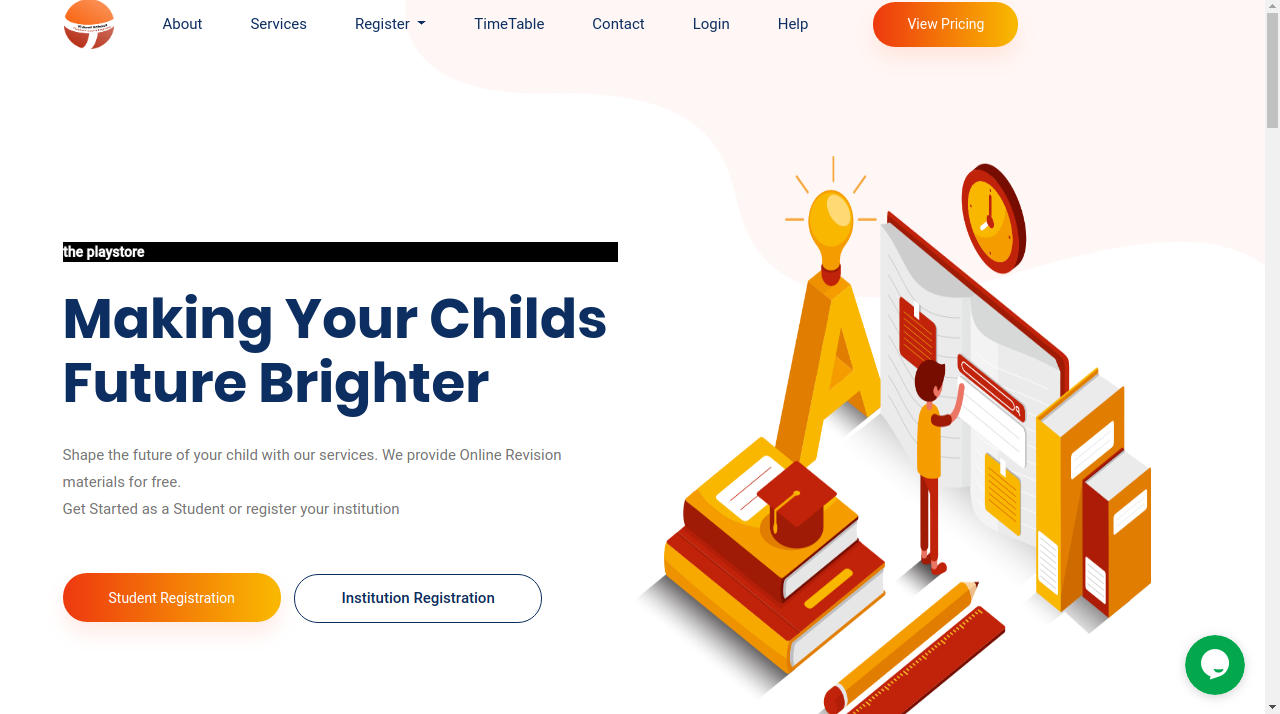 About
Services
Register
TimeTable
Contact
Login
Help
View Pricing
the playstore
Making Your Childs
Future Brighter
Shape the future of your child with our services. We provide Online Revision
materials for free.
Get Started as a Student or register your institution
Student Registration
Institution Registration